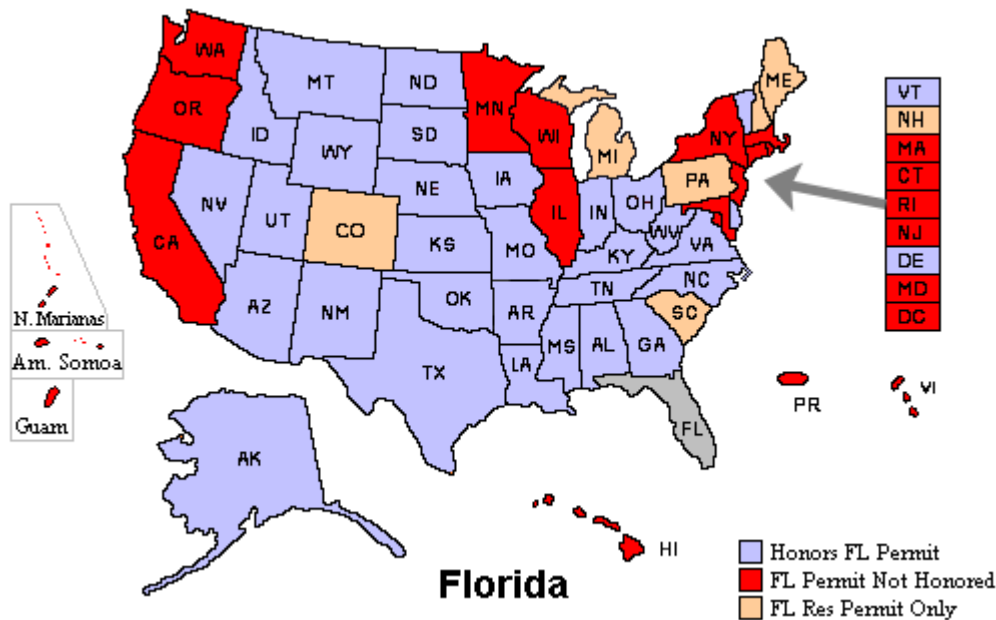 WA
MT
ND
MN
ME
VT
OR
ID
SD
WI
NY
NH
WY
MI
MA
NV
NE
IA
PA
CT
UT
CO
IL
IN
OH
RI
CA
KS
MO
WV
VA
NJ
KY
DE
AZ
NM
OK
AR
TN
NC
MD
N. Marianas
SC
DC
Am. Somoa
TX
LA
MS
AL
GA
Guam
PR
VI
FL
AK
HI
Honors FL Permit
Florida
FL Permit Not Honored
FL Res Permit Only